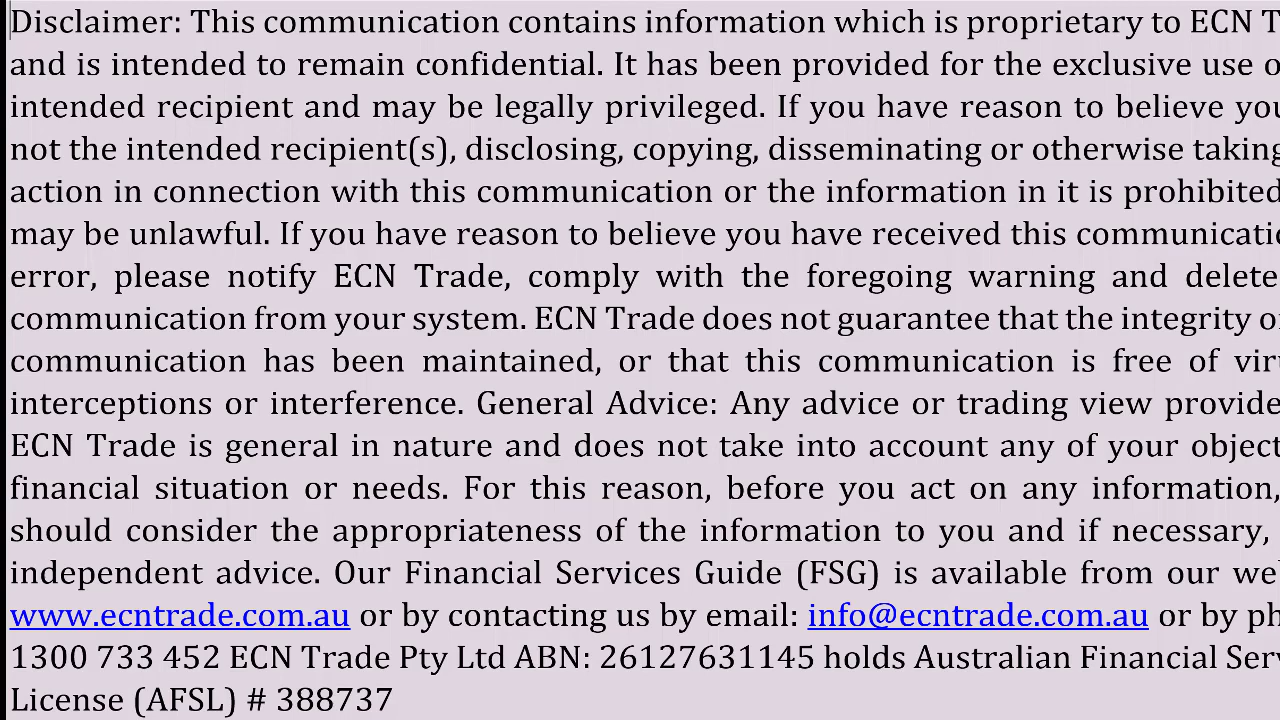 Disclaimer: This communication contains information which is proprietary to ECN T
and is intended to remain confidential. It has been provided for the exclusive use o
intended recipient and may be legally privileged. If you have reason to believe you
not the intended recipient(s), disclosing, copying, disseminating or otherwise taking
action in connection with this communication or the information in it is prohibited
may be unlawful. If you have reason to believe you have received this communicatio
error, please notify ECN Trade, comply with the foregoing warning and delete
communication from your system. ECN Trade does not guarantee that the integrity o
communication has been maintained, or that this communication is free of viru
interceptions or interference. General Advice: Any advice or trading view provide
ECN Trade is general in nature and does not take into account any of your object
financial situation or needs. For this reason, before you act on any information,
should consider the appropriateness of the information to you and if necessary,
independent advice. Our Financial Services Guide (FSG) is available from our we
www.ecntrade.com.au or by contacting us by email: info@ecntrade.com.au or by ph
1300 733 452 ECN Trade Pty Ltd ABN: 26127631145 holds Australian Financial Serv
License (AFSL) # 388737